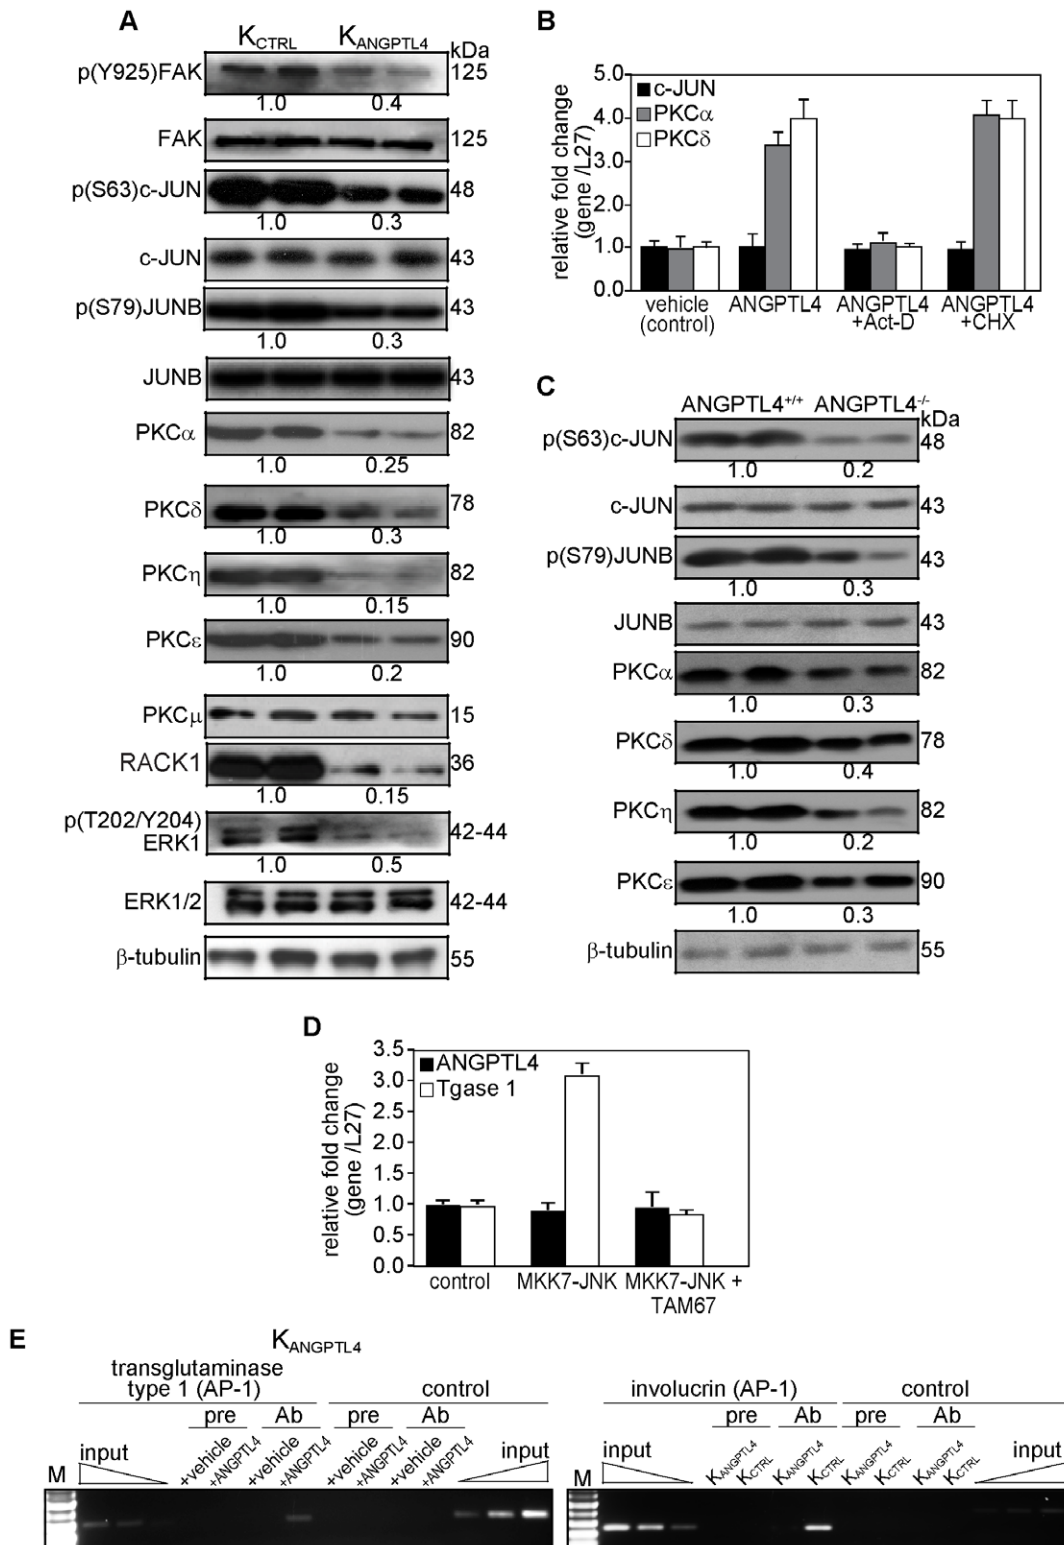 A
K_CTRL K_ANGPTL4 kDa
p(Y925)FAK 125
1.0 0.4
FAK 125
p(S63)c-JUN 48
1.0 0.3
c-JUN 43
p(S79)JUNB 43
1.0 0.3
JUNB 43
PKCα 82
1.0 0.25
PKCδ 78
1.0 0.3
PKCη 82
1.0 0.15
PKCε 90
1.0 0.2
PKCμ 15
RACK1 36
1.0 0.15
p(T202/Y204)
ERK1 42-44
1.0 0.5
ERK1/2 42-44
β-tubulin 55
B
relative fold change
(gene /L27)
5.0
4.0
3.0
2.0
1.0
0.0
c-JUN
PKCα
PKCδ
vehicle
(control)
ANGPTL4
ANGPTL4
+Act-D
ANGPTL4
+CHX
C
ANGPTL4+/+ ANGPTL4-/-
kDa
p(S63)c-JUN 48
1.0 0.2
c-JUN 43
p(S79)JUNB 43
1.0 0.3
JUNB 43
PKCα 82
1.0 0.3
PKCδ 78
1.0 0.4
PKCη 82
1.0 0.2
PKCε 90
1.0 0.3
β-tubulin 55
D
relative fold change
(gene /L27)
3.5
3.0
2.5
2.0
1.5
1.0
0.5
0.0
ANGPTL4
Tgase 1
control
MKK7-JNK
MKK7-JNK +
TAM67
E
K_ANGPTL4
transglutaminase
type 1 (AP-1) control
pre Ab pre Ab
input +vehicle +ANGPTL4 +vehicle +ANGPTL4 +vehicle +ANGPTL4 +vehicle +ANGPTL4 input
M
involucrin (AP-1) control
pre Ab pre Ab
input K_ANGPTL4 K_CTRL K_ANGPTL4 K_CTRL K_ANGPTL4 K_CTRL K_ANGPTL4 K_CTRL input
M